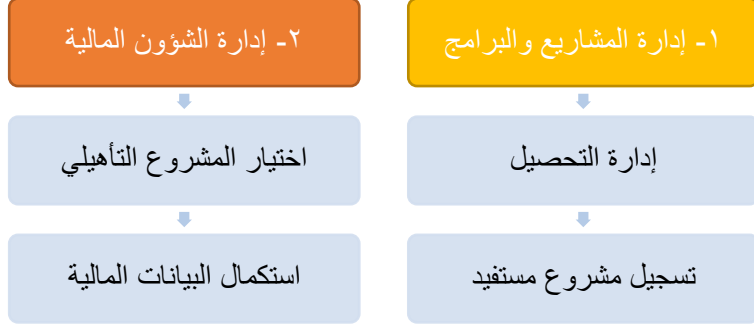 ١- إدارة المشاريع والبرامج
إدارة التحصيل
تسجيل مشروع مستفيد
٢- إدارة الشؤون المالية
اختيار المشروع التأهيلي
استكمال البيانات المالية